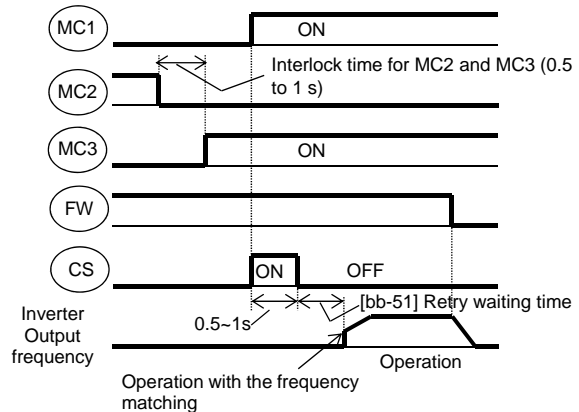 MC1
ON
Interlock time for MC2 and MC3 (0.5
to 1 s)
MC2
MC3
ON
FW
CS
ON
OFF
[bb-51] Retry waiting time
0.5~1s
Inverter
Output
frequency
Operation
Operation with the frequency
matching